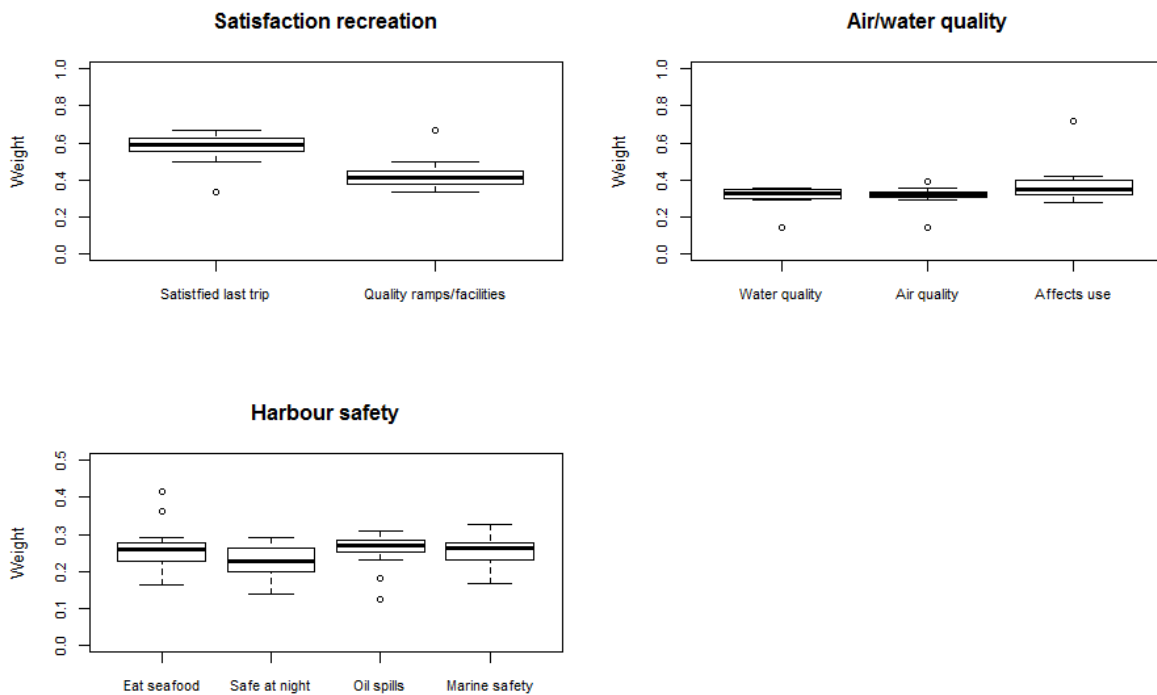 Satisfaction recreation
Weight
1.0
0.8
0.6
0.4
0.2
0.0
Satistfied last trip Quality ramps/facilities
Air/water quality
Weight
1.0
0.8
0.6
0.4
0.2
0.0
Water quality Air quality Affects use
Harbour safety
Weight
0.5
0.4
0.3
0.2
0.1
0.0
Eat seafood Safe at night Oil spills Marine safety